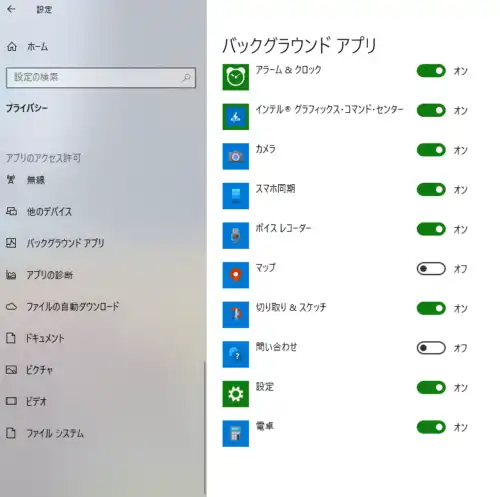 設定
ホーム
設定の検索
プライバシー
アプリのアクセス許可
無線
他のデバイス
バックグラウンド アプリ
アプリの診断
ファイルの自動ダウンロード
ドキュメント
ピクチャ
ビデオ
ファイル システム
バックグラウンド アプリ
アラーム & クロック オン
インテル® グラフィックス・コマンド・センター オン
カメラ オン
スマホ同期 オン
ボイス レコーダー オン
マップ オフ
切り取り & スケッチ オン
問い合わせ オフ
設定 オン
電卓 オン